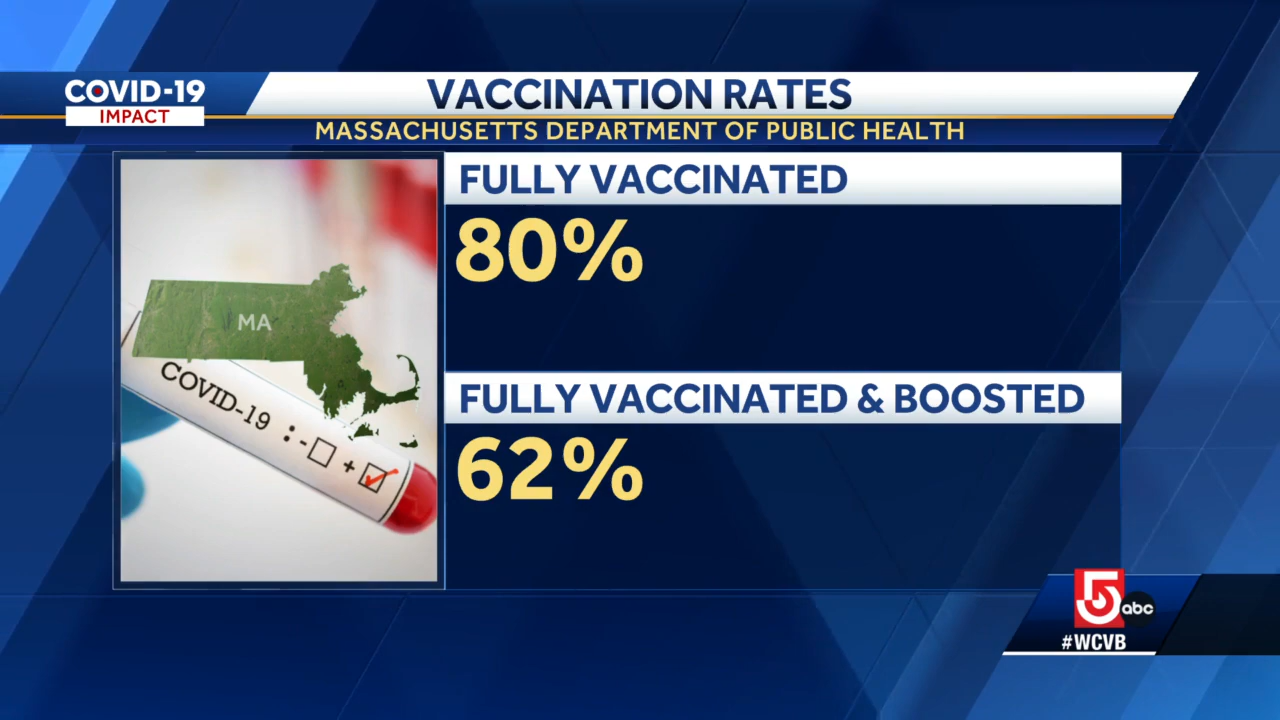 COVID-19
IMPACT
VACCINATION RATES
MASSACHUSETTS DEPARTMENT OF PUBLIC HEALTH
FULLY VACCINATED
80%
FULLY VACCINATED & BOOSTED
62%
MA
COVID-19 : - +
5 abc
#WCVB